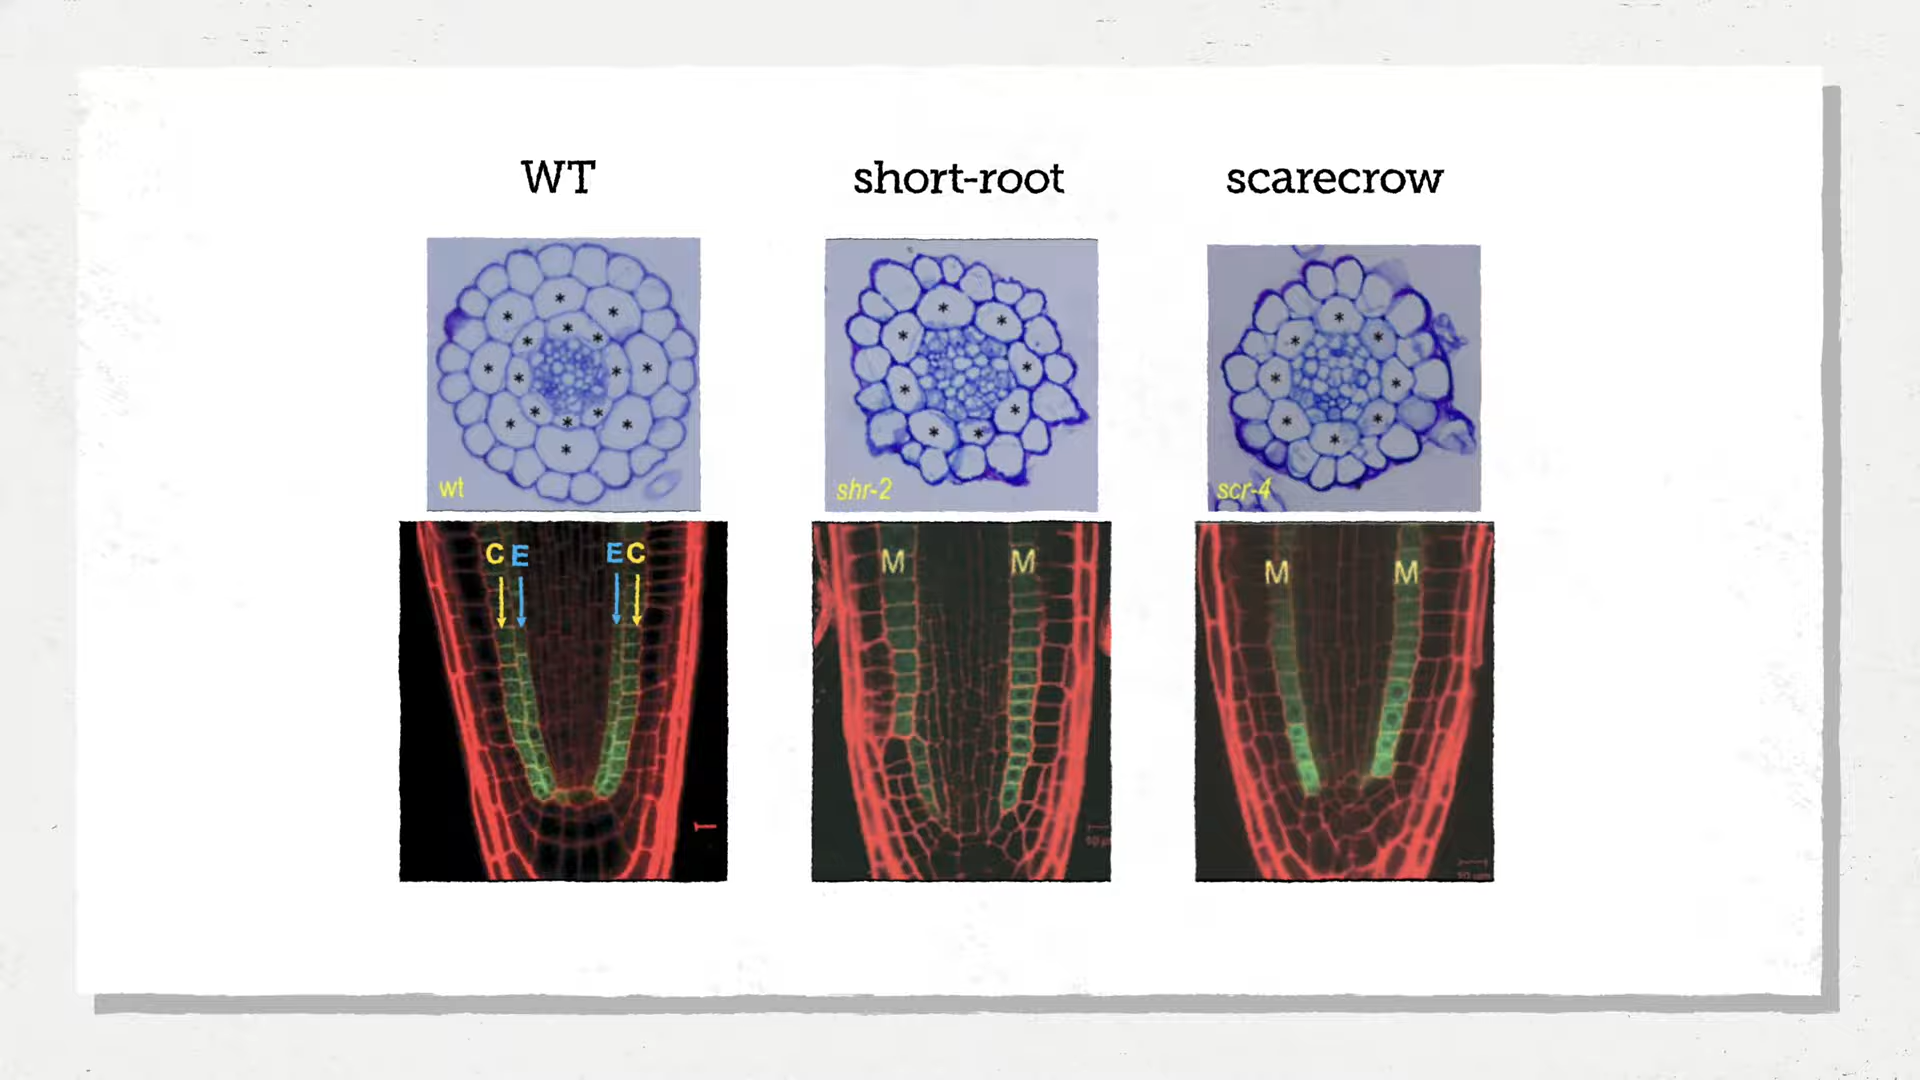 WT short-root scarecrow
wt shr-2 scr-4
C E E C M M M M